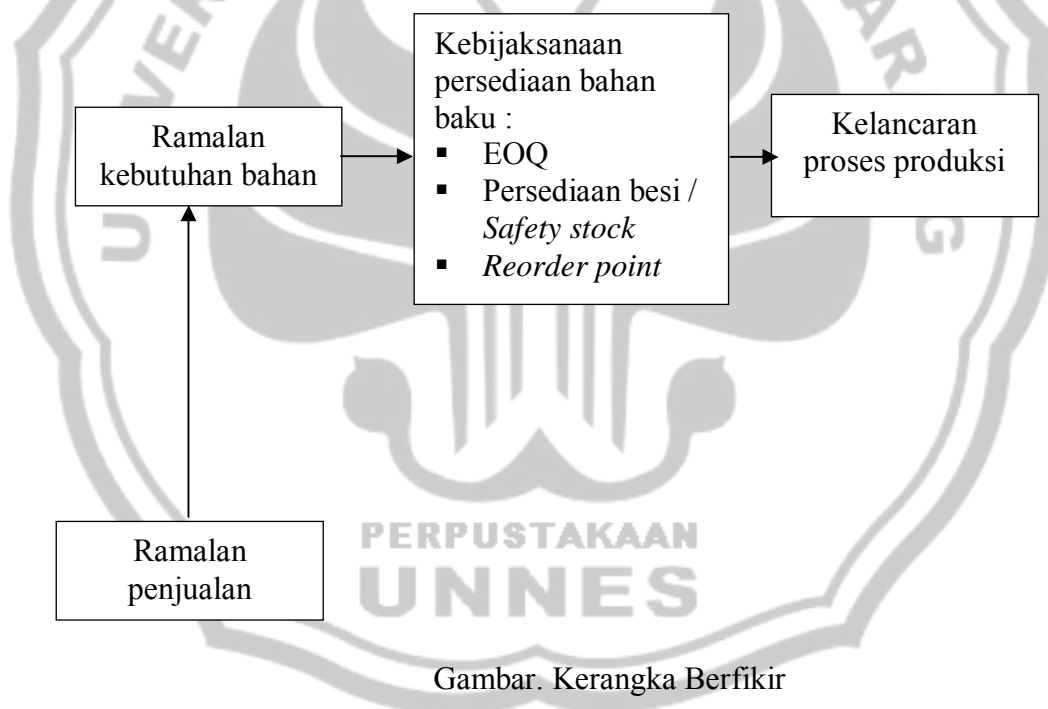 Kebijaksanaan
persediaan bahan
baku :
▪ EOQ
▪ Persediaan besi /
Safety stock
▪ Reorder point
Ramalan
kebutuhan bahan
Kelancaran
proses produksi
Ramalan
penjualan
PERPUSTAKAAN
UNNES
Gambar. Kerangka Berfikir